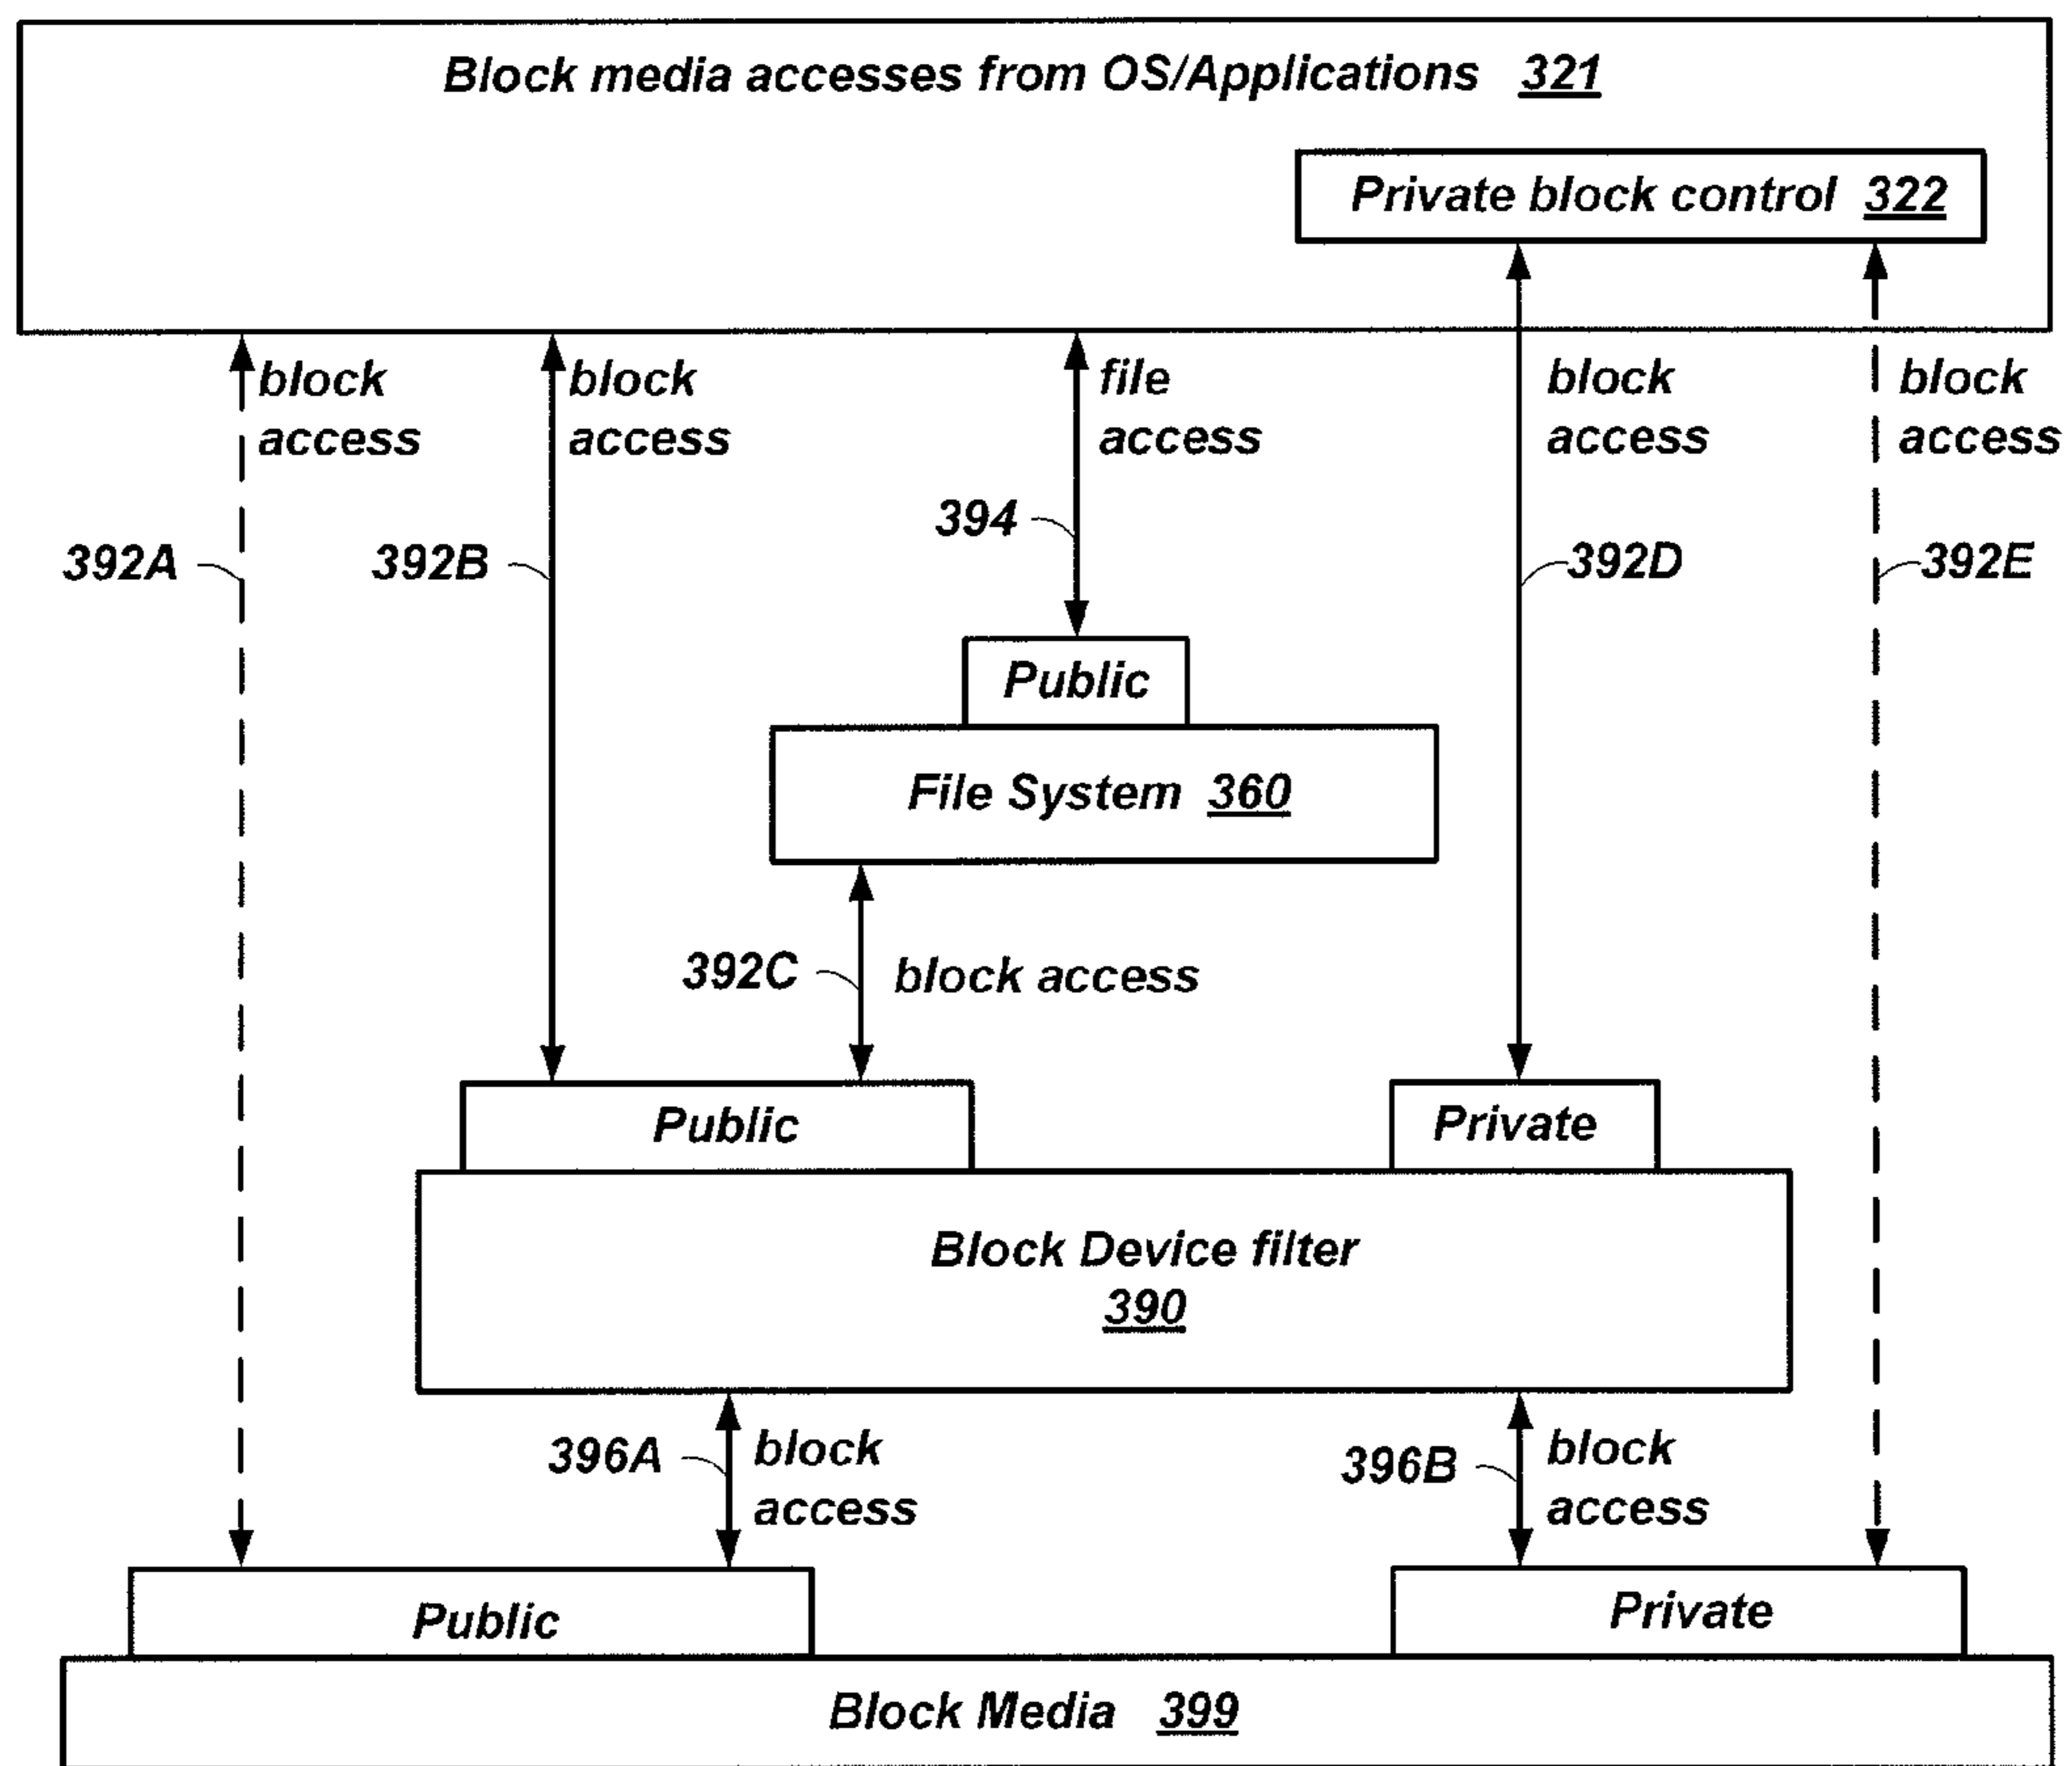 Block media accesses from OS/Applications 321
Private block control 322
block access
block access
file access
block access
block access
394
392A
392B
392D
392E
Public
File System 360
392C
block access
Public
Private
Block Device filter
390
396A
block access
396B
block access
Public
Private
Block Media 399